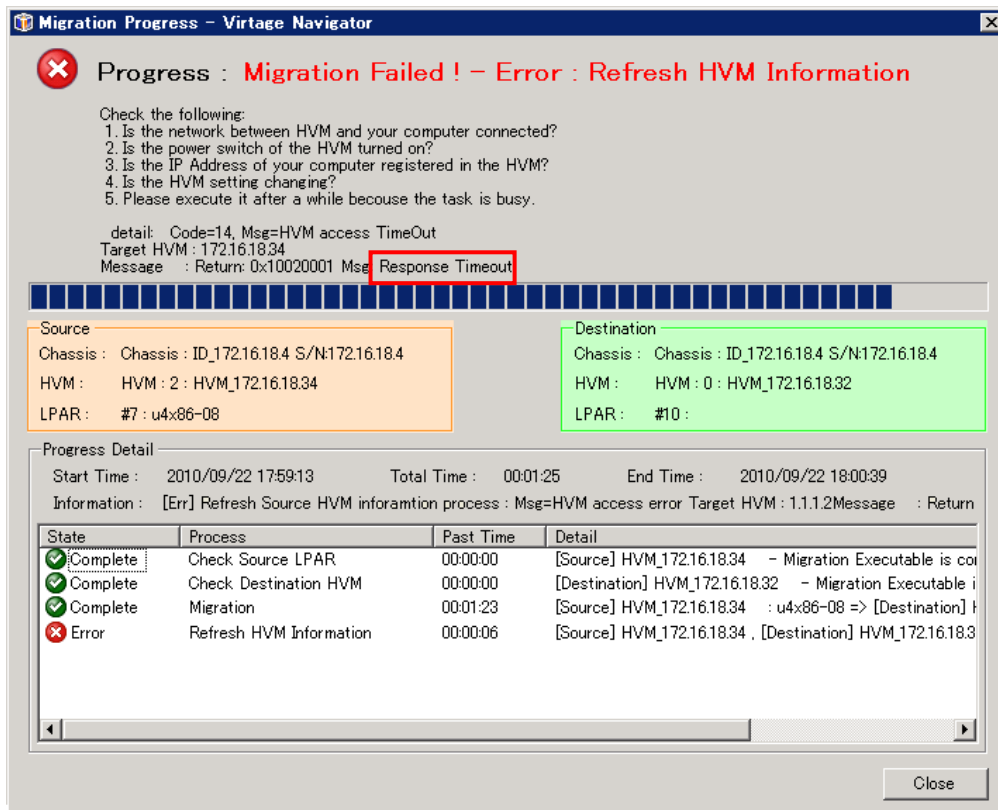 Migration Progress - Virtage Navigator
Progress : Migration Failed ! - Error : Refresh HVM Information
Check the following:
1. Is the network between HVM and your computer connected?
2. Is the power switch of the HVM turned on?
3. Is the IP Address of your computer registered in the HVM?
4. Is the HVM setting changing?
5. Please execute it after a while becouse the task is busy.
detail: Code=14, Msg=HVM access TimeOut
Target HVM : 172.16.18.34
Message : Return: 0x10020001 Msg Response Timeout
Source
Chassis : Chassis : ID_172.16.18.4 S/N:172.16.18.4
HVM : HVM : 2 : HVM_172.16.18.34
LPAR : #7 : u4x86-08
Destination
Chassis : Chassis : ID_172.16.18.4 S/N:172.16.18.4
HVM : HVM : 0 : HVM_172.16.18.32
LPAR : #10 :
Progress Detail
Start Time : 2010/09/22 17:59:13 Total Time : 00:01:25 End Time : 2010/09/22 18:00:39
Information : [Err] Refresh Source HVM inforamtion process : Msg=HVM access error Target HVM : 1.1.1.2Message : Return
State Process Past Time Detail
Complete Check Source LPAR 00:00:00 [Source] HVM_172.16.18.34 - Migration Executable is
Complete Check Destination HVM 00:00:00 [Destination] HVM_172.16.18.32 - Migration Executable
Complete Migration 00:01:23 [Source] HVM_172.16.18.34 : u4x86-08 => [Destination]
Error Refresh HVM Information 00:00:06 [Source] HVM_172.16.18.34 , [Destination] HVM_172.16.18.3
Close